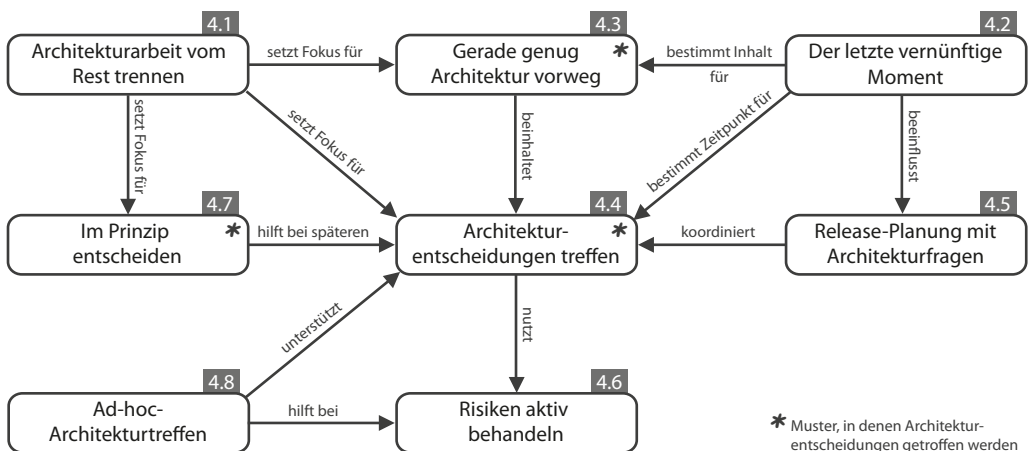 4.1
Architekturarbeit vom
Rest trennen
setzt Fokus für
4.3
Gerade genug *
Architektur vorweg
bestimmt Inhalt
für
4.2
Der letzte vernünftige
Moment
setzt Fokus für
setzt Fokus für
beinhaltet
bestimmt Zeitpunkt für
beeinflusst
4.7
Im Prinzip *
entscheiden
hilft bei späteren
4.4
Architektur- *
entscheidungen treffen
koordiniert
4.5
Release-Planung mit
Architekturfragen
unterstützt
nutzt
4.8
Ad-hoc-
Architekturtreffen
hilft bei
4.6
Risiken aktiv
behandeln
* Muster, in denen Architektur-
entscheidungen getroffen werden